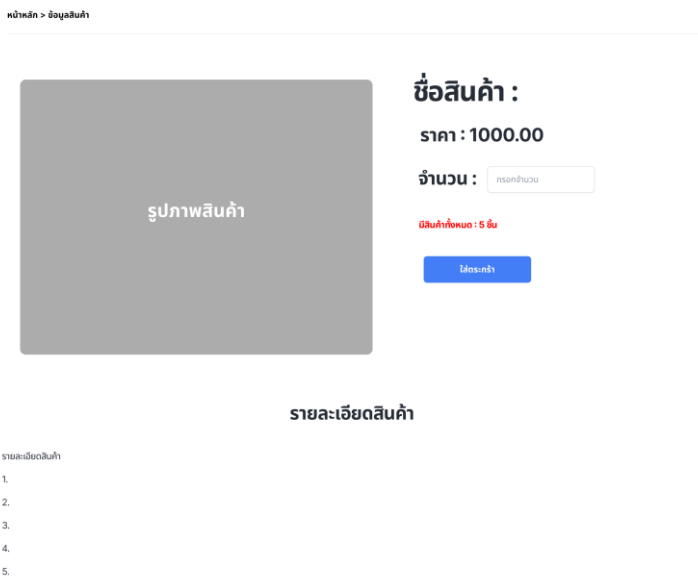 หน้าหลัก > ข้อมูลสินค้า
รูปภาพสินค้า
ชื่อสินค้า :
ราคา : 1000.00
จำนวน : กรอกจำนวน
มีสินค้าทั้งหมด : 5 ชิ้น
ใส่ตระกร้า
รายละเอียดสินค้า
รายละเอียดสินค้า
1.
2.
3.
4.
5.